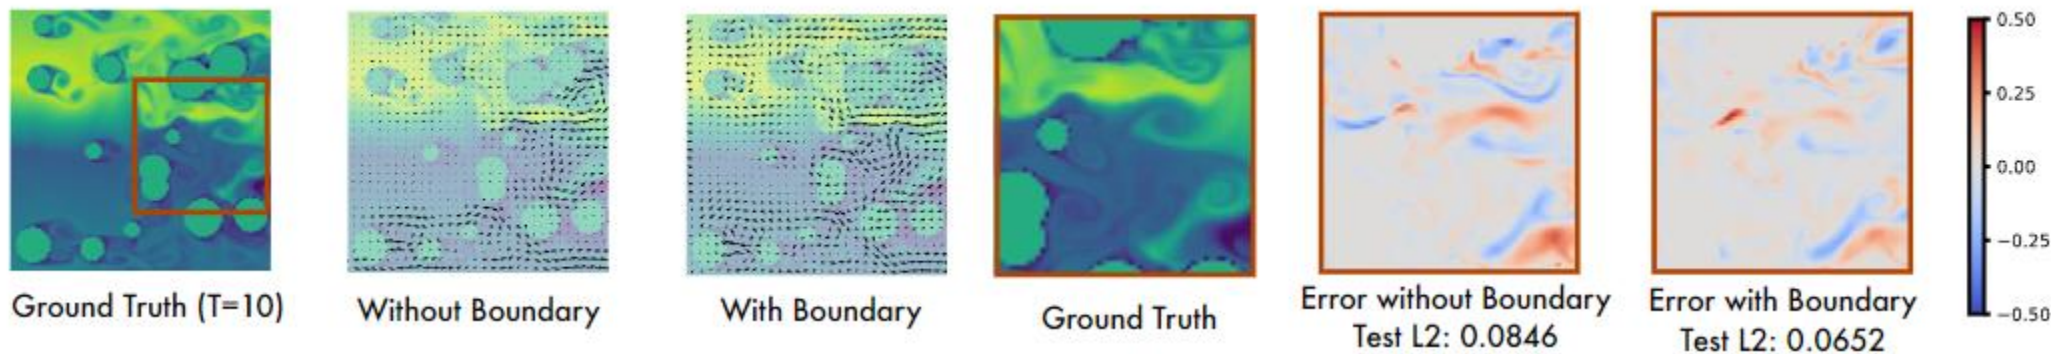 Ground Truth (T=10)
Without Boundary
With Boundary
Ground Truth
Error without Boundary
Test L2: 0.0846
Error with Boundary
Test L2: 0.0652
0.50
0.25
0.00
−0.25
−0.50